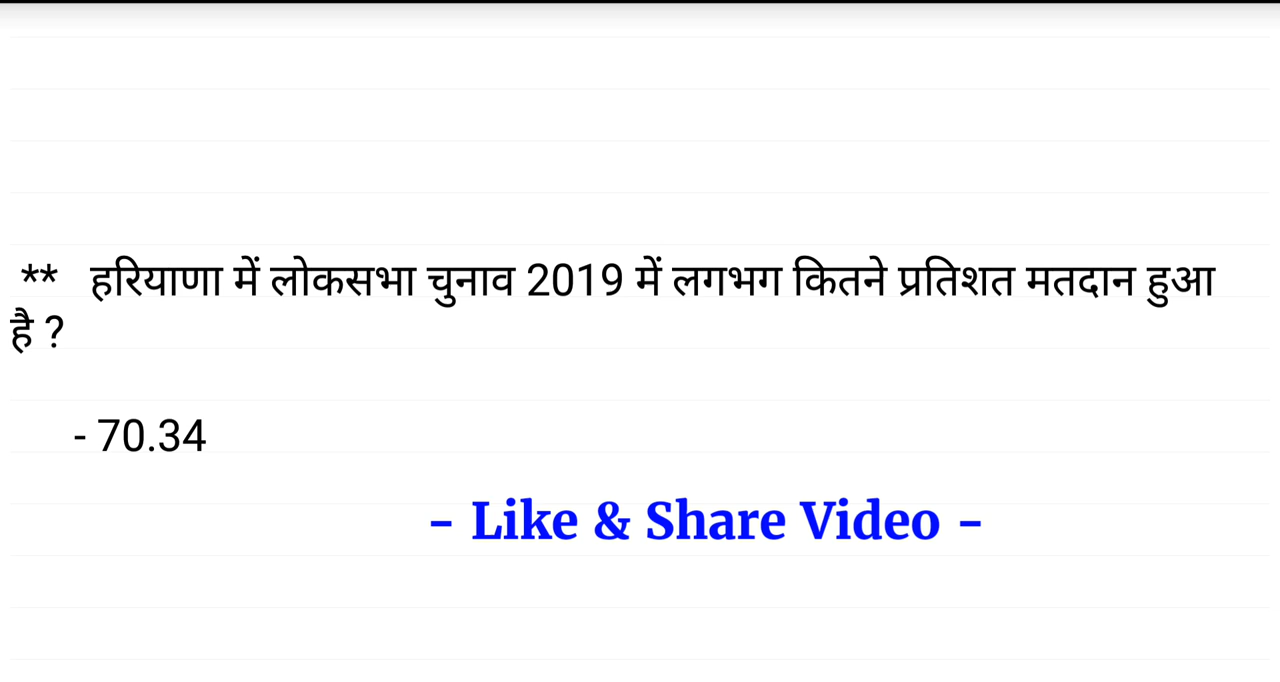 ** हरियाणा में लोकसभा चुनाव 2019 में लगभग कितने प्रतिशत मतदान हुआ
है ?
- 70.34
- Like & Share Video -